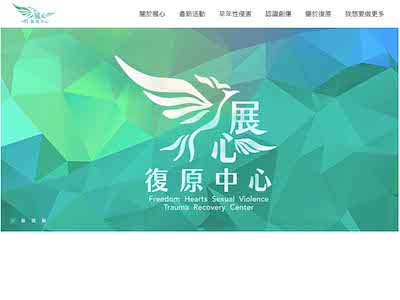 展心
復原中心
關於展心
最新活動
早年性侵害
認識創傷
關於復原
我想要做更多
展
心
復原中心
Freedom Hearts Sexual Violence
Trauma Recovery Center